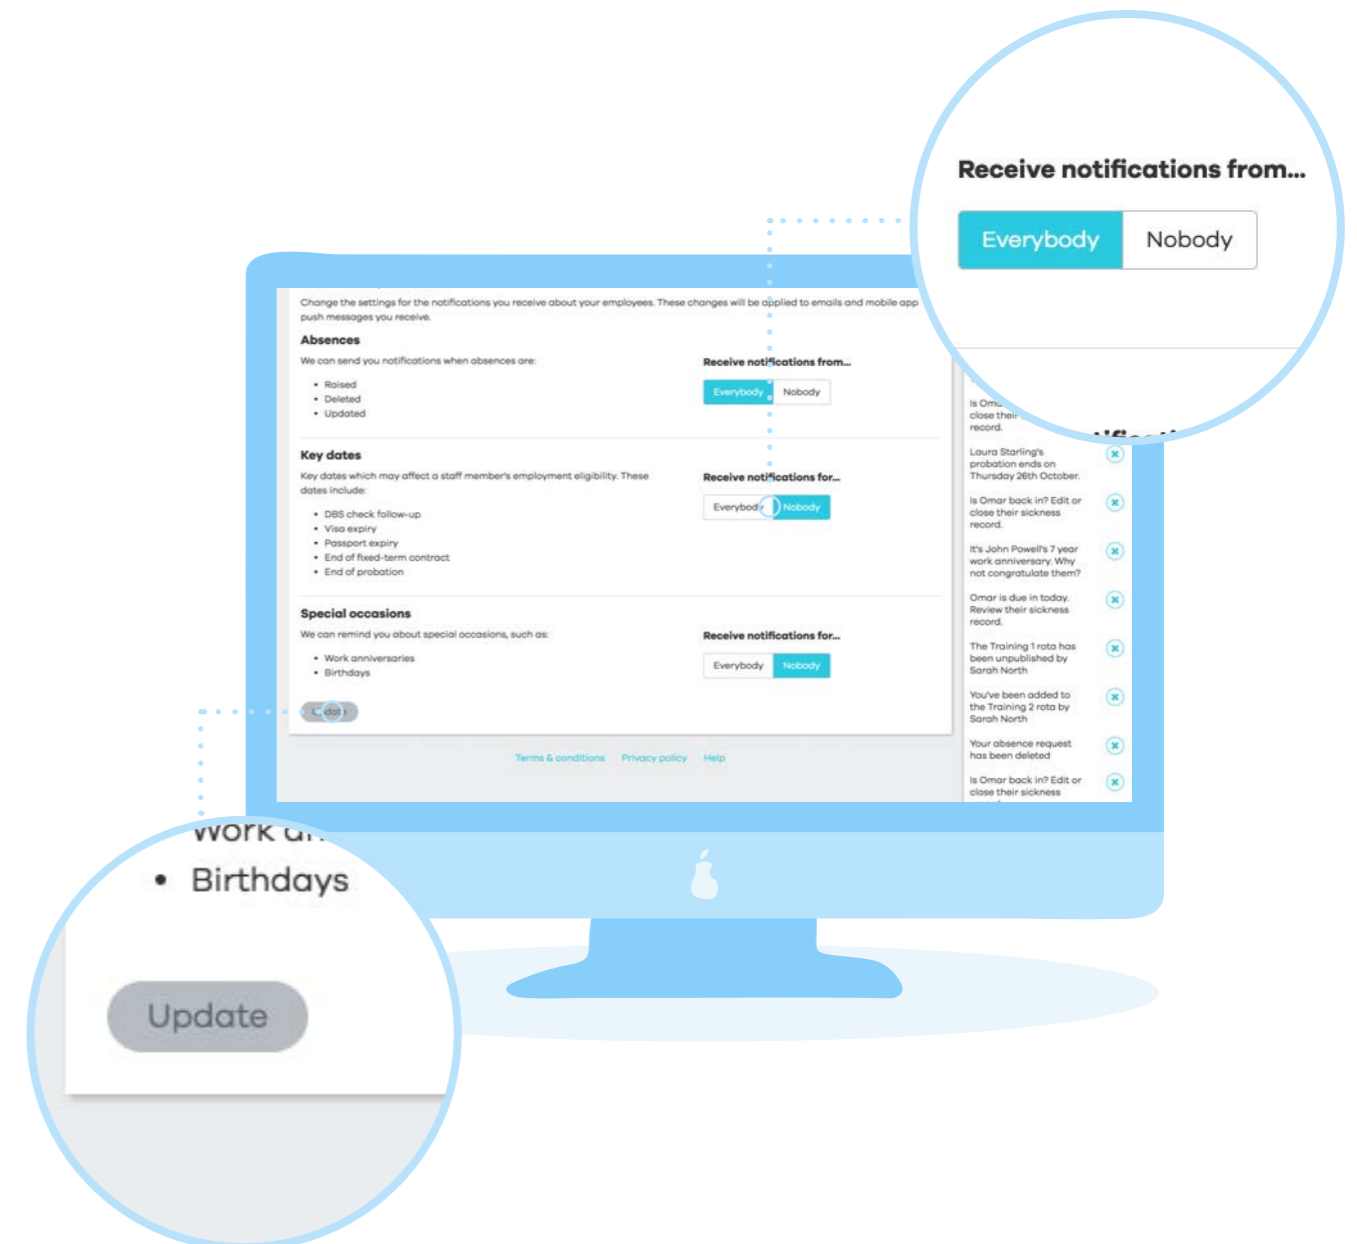 Receive notifications from...
Everybody Nobody
Change the settings for the notifications you receive about your employees. These changes will be applied to emails and mobile app
push messages you receive.
Absences
We can send you notifications when absences are:
• Raised
• Deleted
• Updated
Receive notifications from...
Everybody Nobody
Key dates
Key dates which may affect a staff member's employment eligibility. These
dates include:
• DBS check follow-up
• Visa expiry
• Passport expiry
• End of fixed-term contract
• End of probation
Receive notifications for...
Everybody Nobody
Special occasions
We can remind you about special occasions, such as:
• Work anniversaries
• Birthdays
Receive notifications for...
Everybody Nobody
Update
Terms & conditions Privacy policy Help
Is
close their
record.
Laura Starling's
probation ends on
Thursday 26th October.
Is Omar back in? Edit or
close their sickness
record.
It's John Powell's 7 year
work anniversary. Why
not congratulate them?
Omar is due in today.
Review their sickness
record.
The Training 1 rota has
been unpublished by
Sarah North
You've been added to
the Training 2 rota by
Sarah North
Your absence request
has been deleted
Is Omar back in? Edit or
close their sickness
Work
• Birthdays
Update